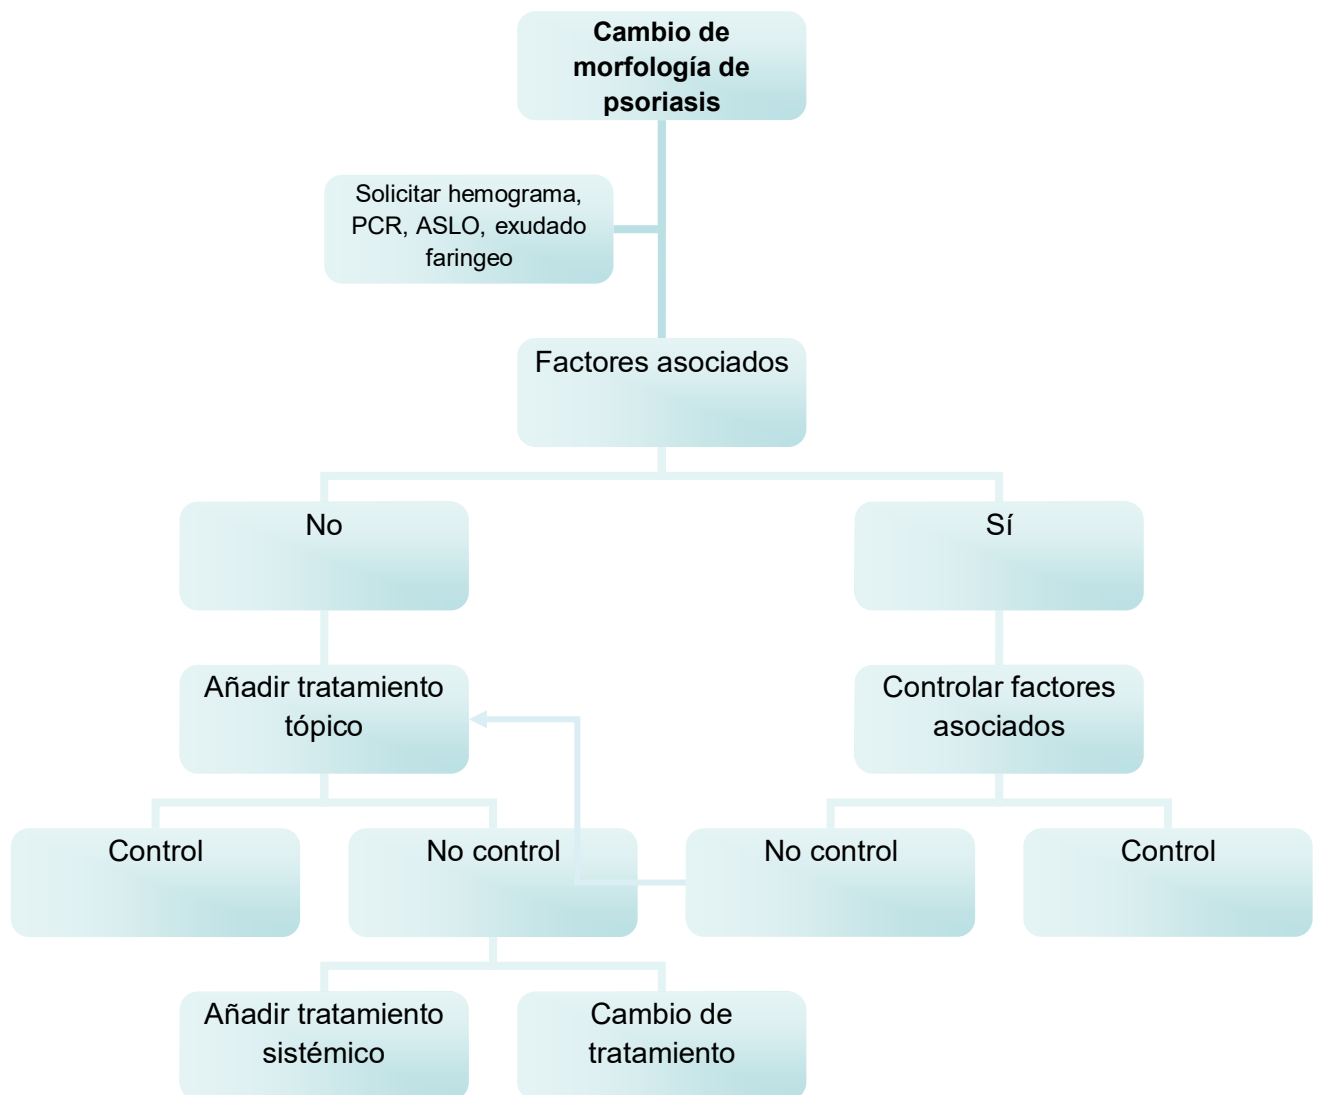 Cambio de
morfología de
psoriasis
Solicitar hemograma,
PCR, ASLO, exudado
faringeo
Factores asociados
No
Sí
Añadir tratamiento
tópico
Controlar factores
asociados
Control
No control
No control
Control
Añadir tratamiento
sistémico
Cambio de
tratamiento